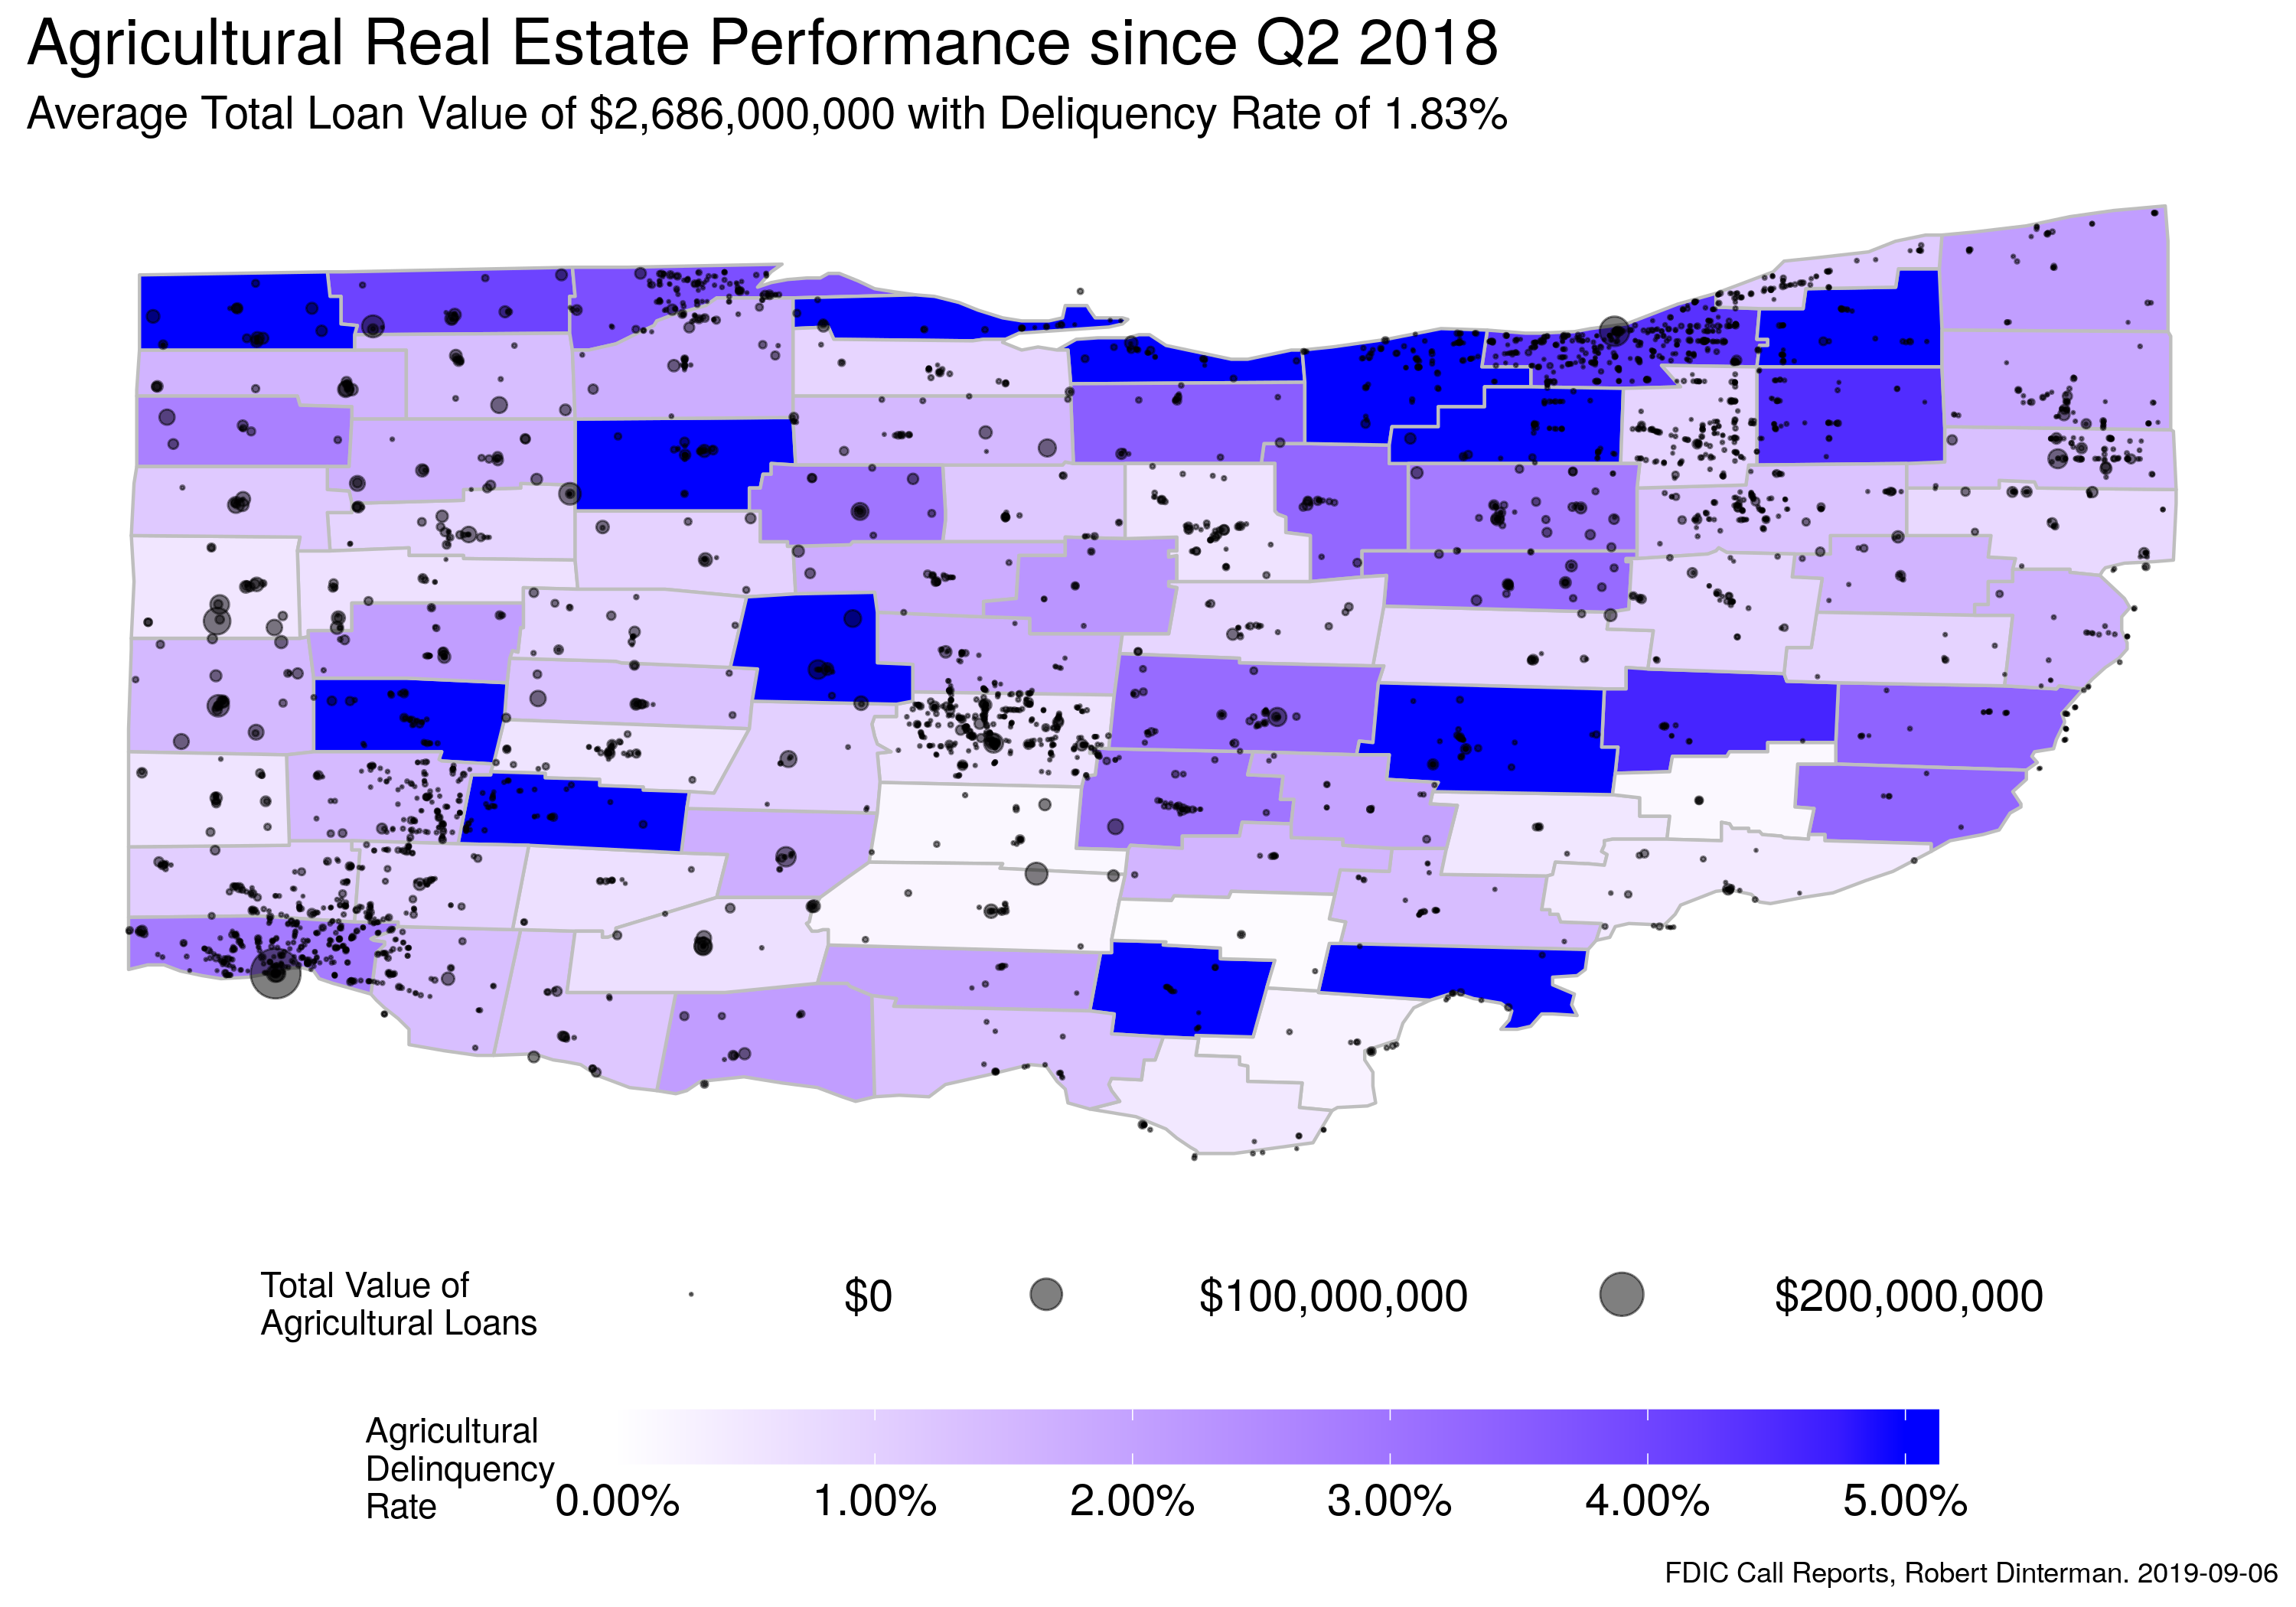 Agricultural Real Estate Performance since Q2 2018
Average Total Loan Value of $2,686,000,000 with Deliquency Rate of 1.83%
Total Value of
Agricultural Loans
$0
$100,000,000
$200,000,000
Agricultural
Delinquency
Rate
0.00%
1.00%
2.00%
3.00%
4.00%
5.00%
FDIC Call Reports, Robert Dinterman. 2019-09-06